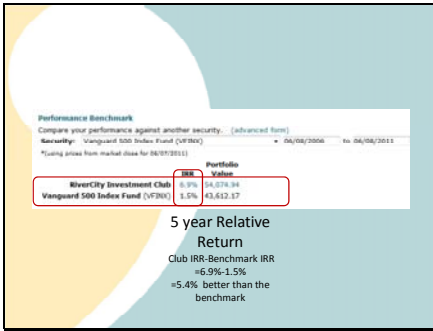 Performance Benchmark
Compare your performance against another security. (advanced form)
Security: Vanguard 500 Index Fund (VFINX) 06/08/2006 to 06/08/2011
*(using prices from market close for 06/07/2011)
Portfolio
IRR Value
RiverCity Investment Club 6.9% 54,074.94
Vanguard 500 Index Fund (VFINX) 1.5% 43,612.17
5 year Relative
Return
Club IRR-Benchmark IRR
=6.9%-1.5%
=5.4% better than the
benchmark